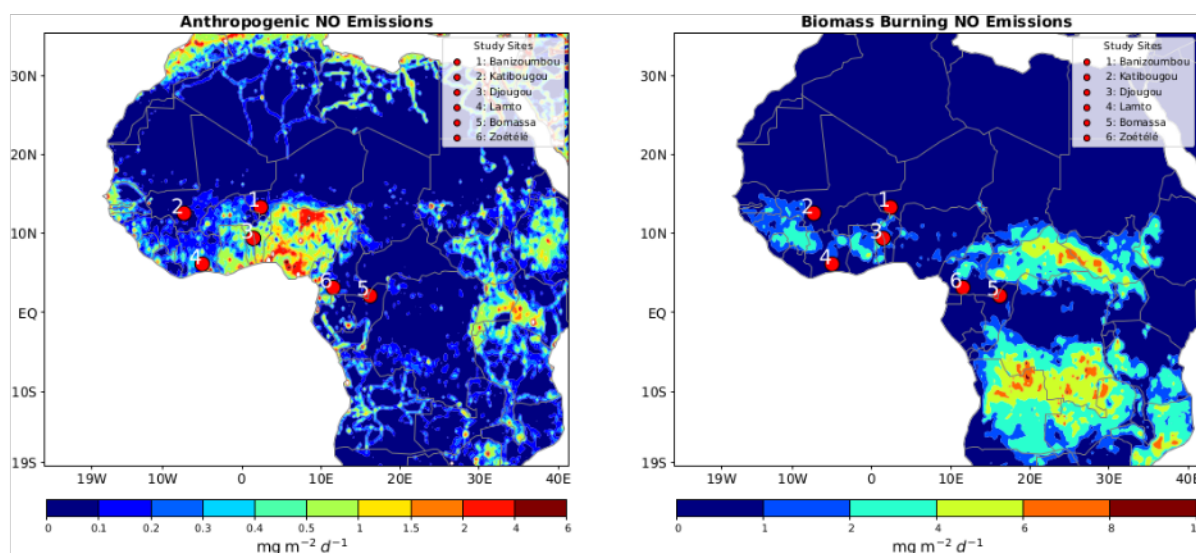 Anthropogenic NO Emissions
Study Sites
1: Banizoumbou
2: Katibougou
3: Djougou
4: Lamto
5: Bomassa
6: Zoétélé
30N
20N
10N
EQ
10S
19S
1
2
3
4
5
6
19W
10W
0
10E
20E
30E
40E
0 0.1 0.2 0.3 0.4 0.5 1 1.5 2 4 6
mg m⁻² d⁻¹
Biomass Burning NO Emissions
Study Sites
1: Banizoumbou
2: Katibougou
3: Djougou
4: Lamto
5: Bomassa
6: Zoétélé
30N
20N
10N
EQ
10S
19S
1
2
3
4
5
6
19W
10W
0
10E
20E
30E
40E
0 1 2 4 6 8
mg m⁻² d⁻¹